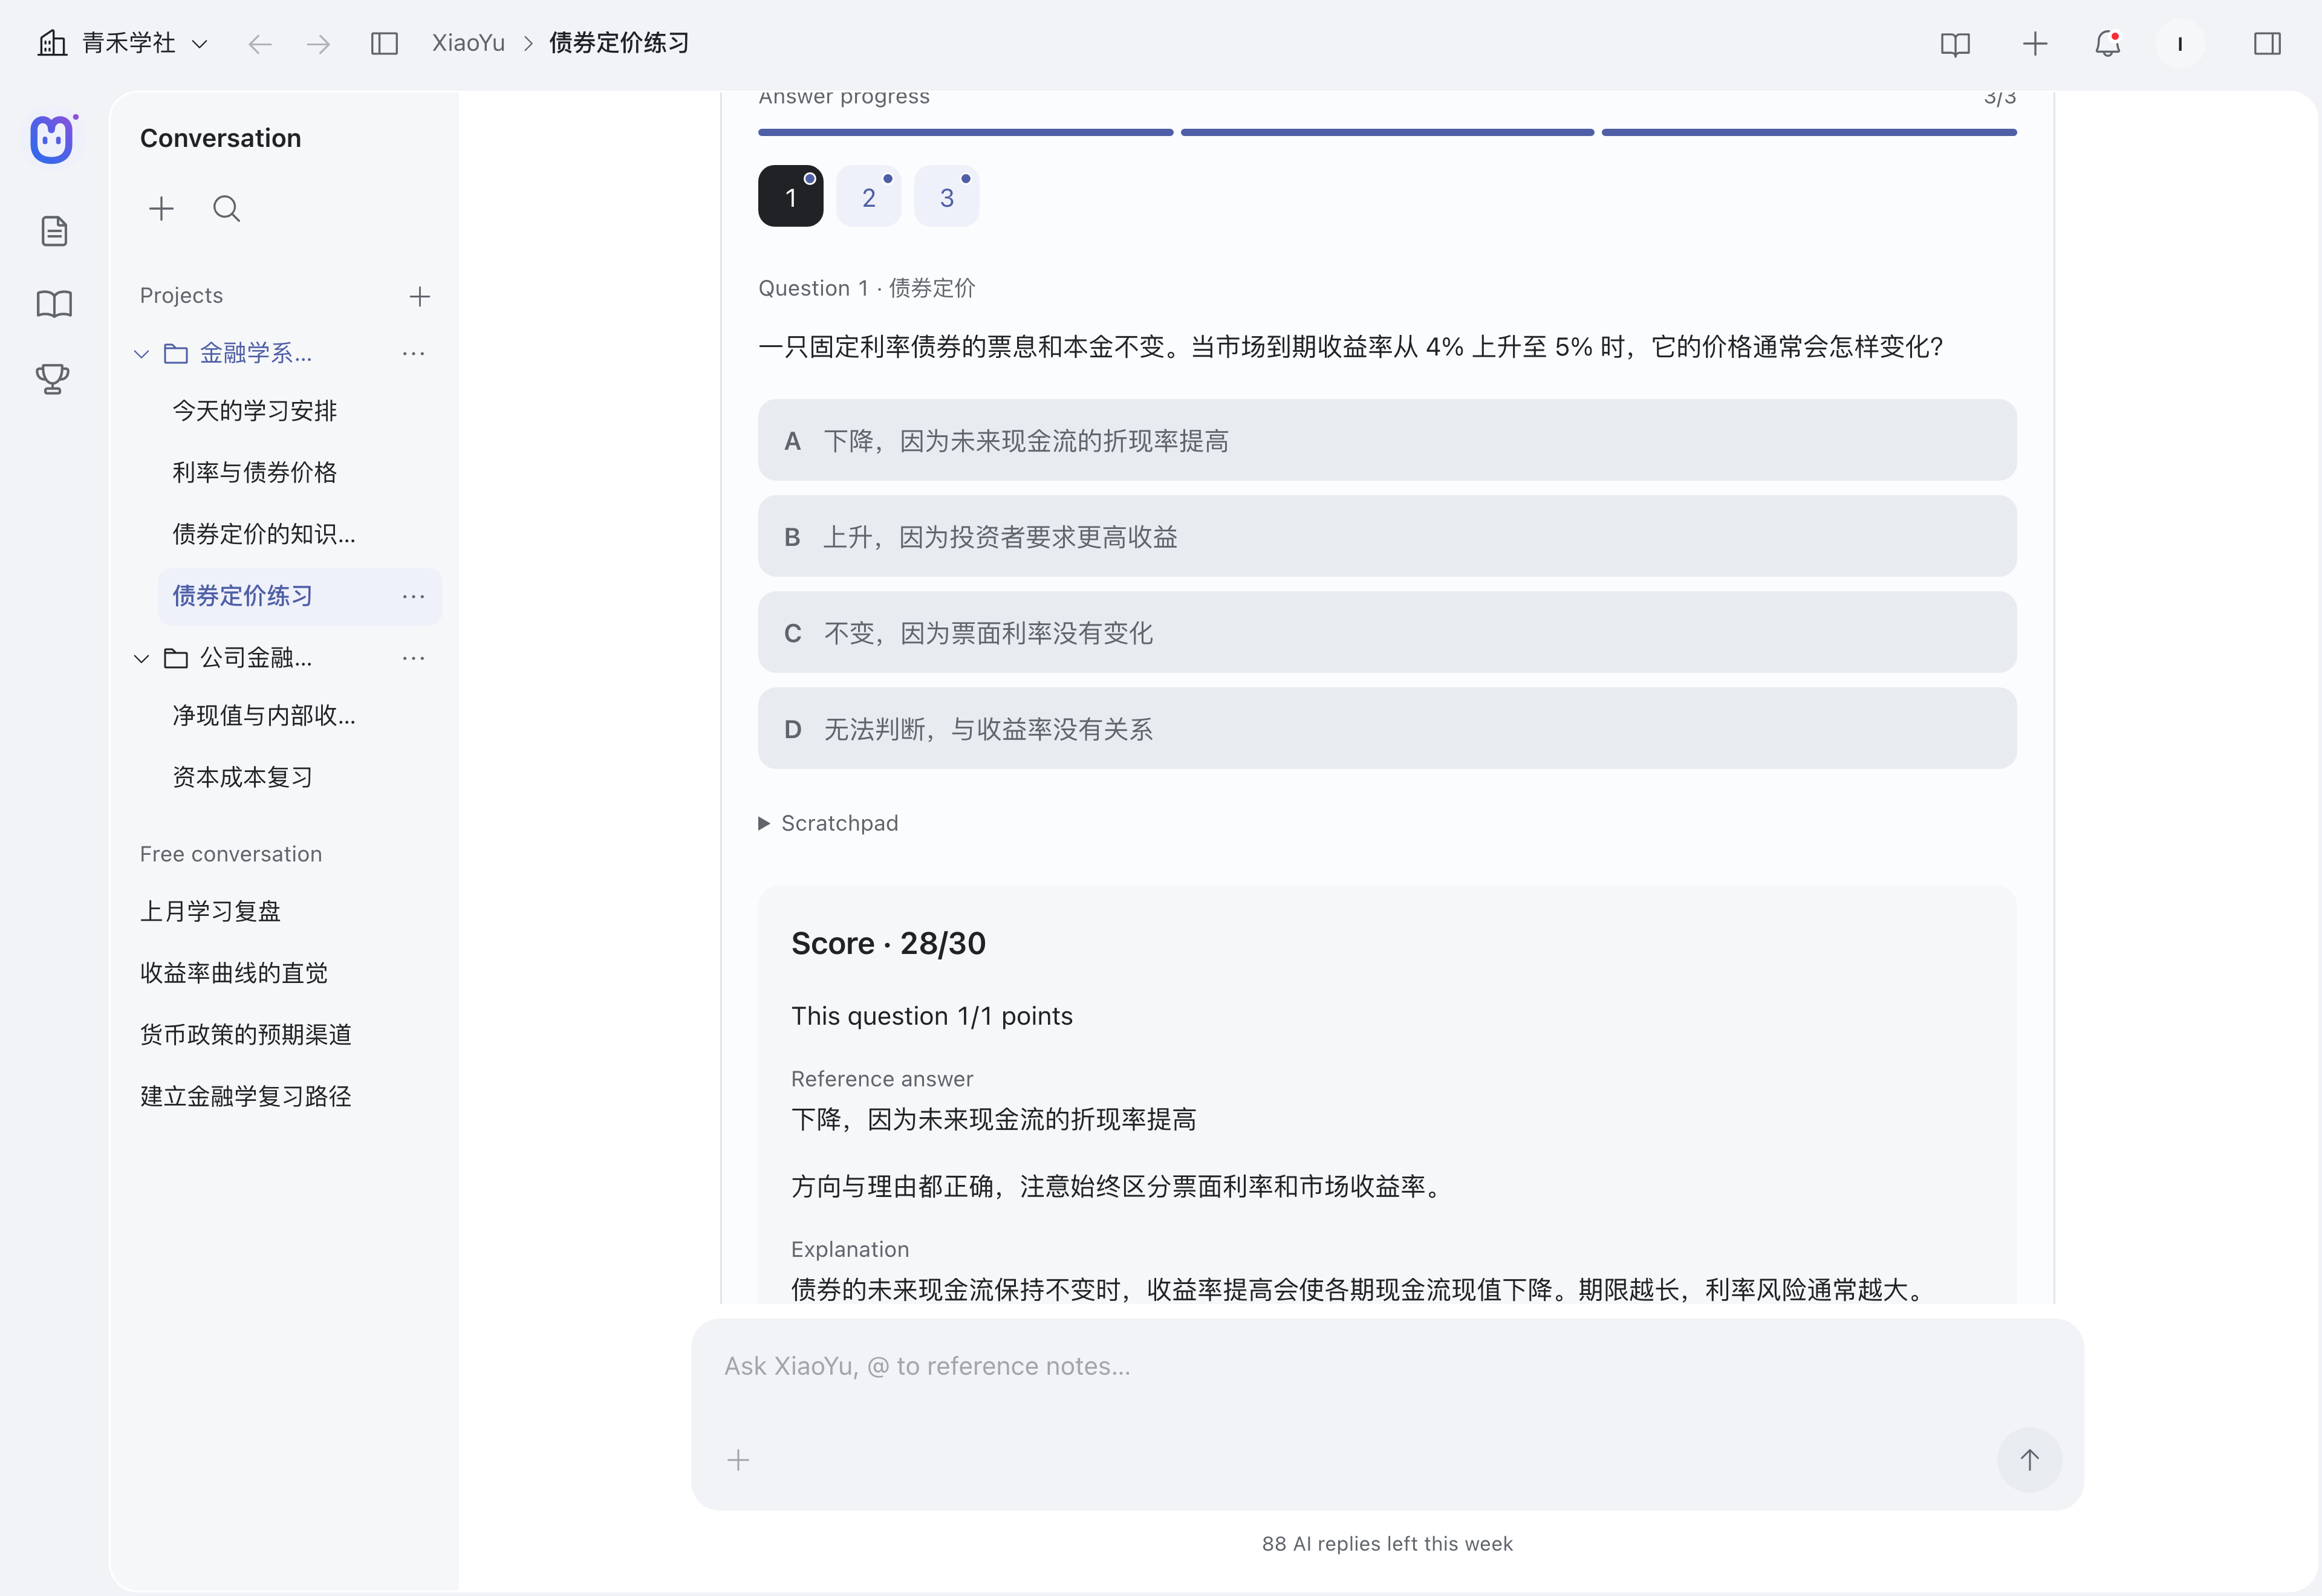 青禾学社
XiaoYu > 债券定价练习
I
Conversation
Projects
金融学系...
今天的学习安排
利率与债券价格
债券定价的知识...
债券定价练习
公司金融...
净现值与内部收...
资本成本复习
Free conversation
上月学习复盘
收益率曲线的直觉
货币政策的预期渠道
建立金融学复习路径
Answer progress 3/3
1 2 3
Question 1 · 债券定价
一只固定利率债券的票息和本金不变。当市场到期收益率从 4% 上升至 5% 时，它的价格通常会怎样变化？
A 下降，因为未来现金流的折现率提高
B 上升，因为投资者要求更高收益
C 不变，因为票面利率没有变化
D 无法判断，与收益率没有关系
Scratchpad
Score · 28/30
This question 1/1 points
Reference answer
下降，因为未来现金流的折现率提高
方向与理由都正确，注意始终区分票面利率和市场收益率。
Explanation
债券的未来现金流保持不变时，收益率提高会使各期现金流现值下降。期限越长，利率风险通常越大。
Ask XiaoYu, @ to reference notes...
88 AI replies left this week